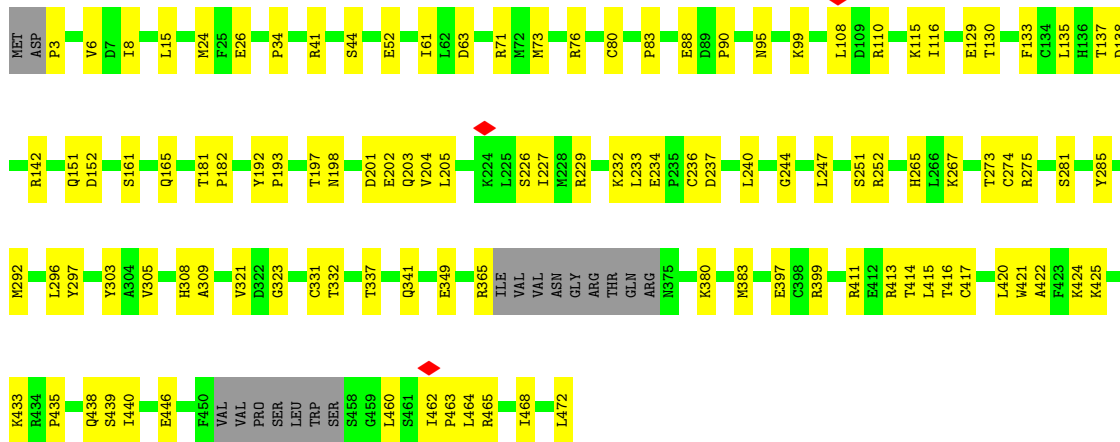 MET ASP P3 V6 D7 I8 L15 M24 F25 E26 P34 R41 S44 E52 I61 L62 D63 R71 M72 M73 R76 C80 P83 E88 D89 P90 N95 K99 L108 D109 R110 K115 I116 E129 T130 F133 C134 L135 H136 T137 D138
R142 Q151 D152 S161 Q165 T181 P182 Y192 P193 T197 N198 D201 E202 Q203 V204 L205 K224 L225 S226 I227 M228 R229 K232 L233 E234 P235 C236 D237 L240 G244 L247 S251 R252 H265 L266 K267 T273 C274 R275 S281 Y285
M292 L296 Y297 Y303 A304 V305 H308 A309 V321 D322 G323 C331 T332 T337 Q341 E349 R365 ILE VAL VAL ASN GLY ARG THR GLN ARG N375 K380 M383 E397 C398 R399 R411 E412 R413 T414 L415 T416 C417 L420 W421 A422 F423 K424 K425
K433 R434 P435 Q438 S439 I440 E446 F450 VAL VAL PRO SER LEU TRP SER S458 G459 L460 S461 I462 P463 L464 R465 I468 L472